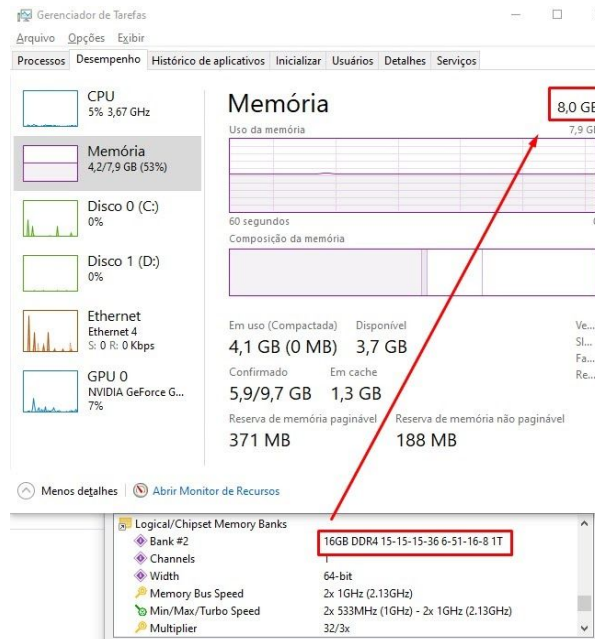 Gerenciador de Tarefas
Arquivo Opções Exibir
Processos Desempenho Histórico de aplicativos Inicializar Usuários Detalhes Serviços
CPU
5% 3,67 GHz
Memória
4,2/7,9 GB (53%)
Disco 0 (C:)
0%
Disco 1 (D:)
0%
Ethernet
Ethernet 4
S: 0 R: 0 Kbps
GPU 0
NVIDIA GeForce G...
7%
Memória 8,0 GB
Uso da memória 7,9 G
60 segundos
Composição da memória
Em uso (Compactada) Disponível Ve...
4,1 GB (0 MB) 3,7 GB Sl...
Fa...
Confirmado Em cache Re...
5,9/9,7 GB 1,3 GB
Reserva de memória paginável Reserva de memória não paginável
371 MB 188 MB
Menos detalhes Abrir Monitor de Recursos
Logical/Chipset Memory Banks
Bank #2 16GB DDR4 15-15-15-36 6-51-16-8 1T
Channels
Width 64-bit
Memory Bus Speed 2x 1GHz (2.13GHz)
Min/Max/Turbo Speed 2x 533MHz (1GHz) - 2x 1GHz (2.13GHz)
Multiplier 32/3x